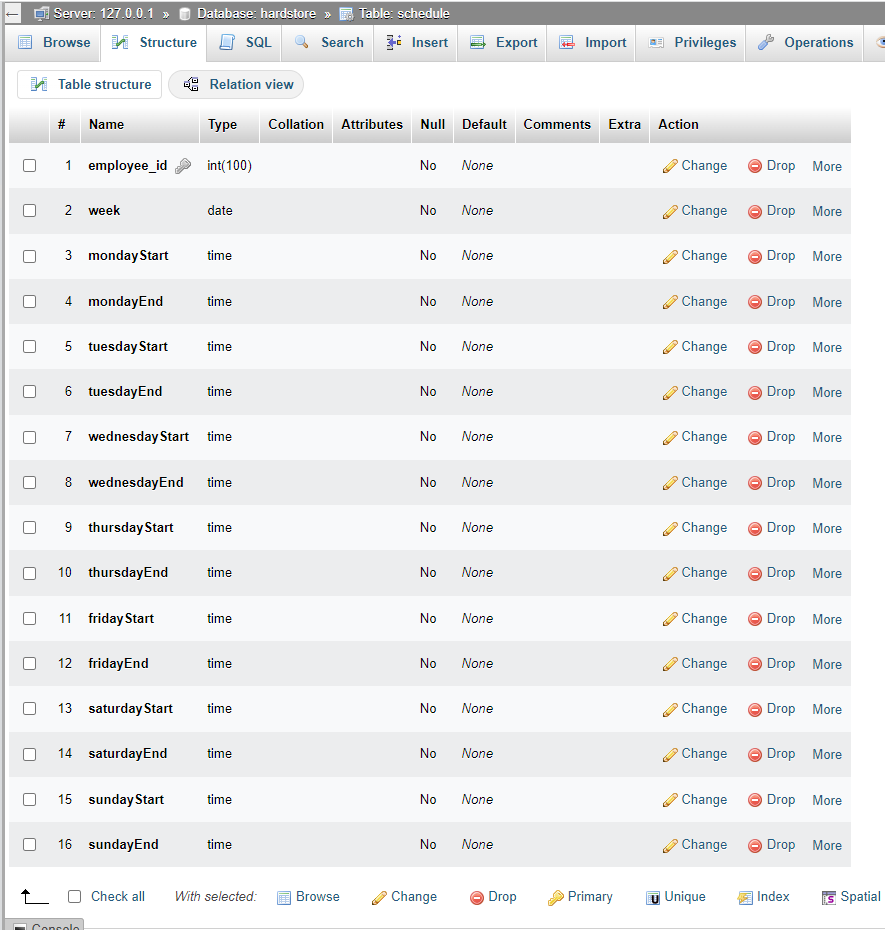 Server: 127.0.0.1 » Database: hardstore » Table: schedule
Browse Structure SQL Search Insert Export Import Privileges Operations
Table structure Relation view
# Name Type Collation Attributes Null Default Comments Extra Action
1 employee_id int(100) No None Change Drop More
2 week date No None Change Drop More
3 mondayStart time No None Change Drop More
4 mondayEnd time No None Change Drop More
5 tuesdayStart time No None Change Drop More
6 tuesdayEnd time No None Change Drop More
7 wednesdayStart time No None Change Drop More
8 wednesdayEnd time No None Change Drop More
9 thursdayStart time No None Change Drop More
10 thursdayEnd time No None Change Drop More
11 fridayStart time No None Change Drop More
12 fridayEnd time No None Change Drop More
13 saturdayStart time No None Change Drop More
14 saturdayEnd time No None Change Drop More
15 sundayStart time No None Change Drop More
16 sundayEnd time No None Change Drop More
Check all With selected: Browse Change Drop Primary Unique Index Spatial
Console